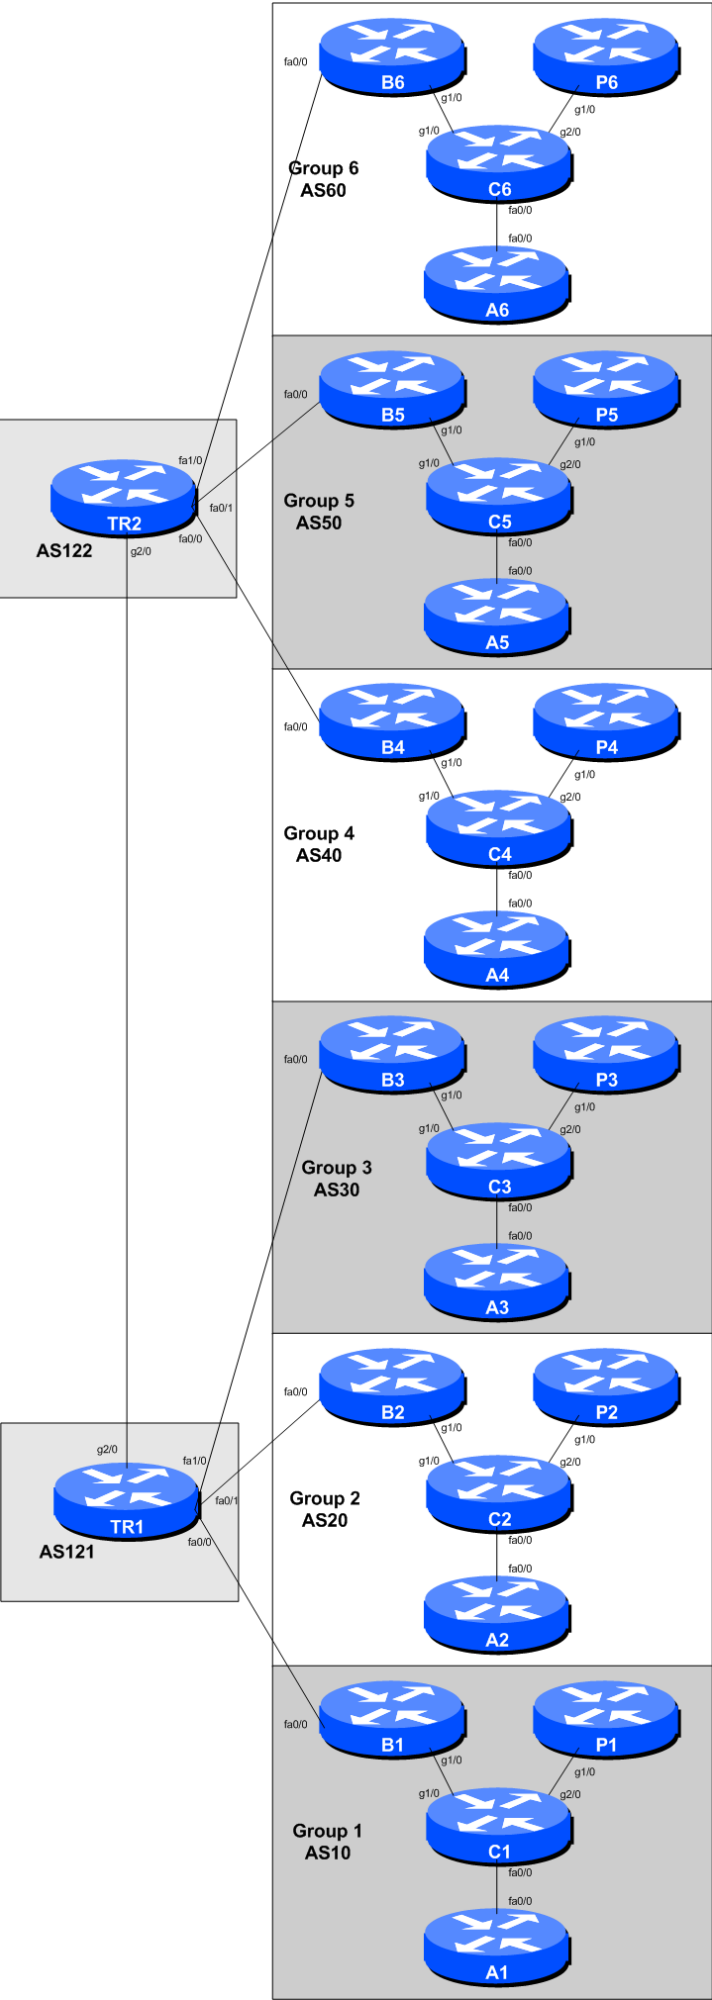 fa0/0
B6
P6
g1/0
g1/0
g1/0
g2/0
Group 6
AS60
C6
fa0/0
fa0/0
A6
fa0/0
B5
P5
g1/0
g1/0
g1/0
g2/0
Group 5
AS50
C5
fa0/0
fa0/0
A5
fa1/0
fa0/1
TR2
fa0/0
AS122
g2/0
fa0/0
B4
P4
g1/0
g1/0
g1/0
g2/0
Group 4
AS40
C4
fa0/0
fa0/0
A4
fa0/0
B3
P3
g1/0
g1/0
g1/0
g2/0
Group 3
AS30
C3
fa0/0
fa0/0
A3
fa0/0
B2
P2
g1/0
g1/0
g1/0
g2/0
Group 2
AS20
C2
fa0/0
fa0/0
A2
g2/0
fa1/0
fa0/1
TR1
fa0/0
AS121
fa0/0
B1
P1
g1/0
g1/0
g1/0
g2/0
Group 1
AS10
C1
fa0/0
fa0/0
A1